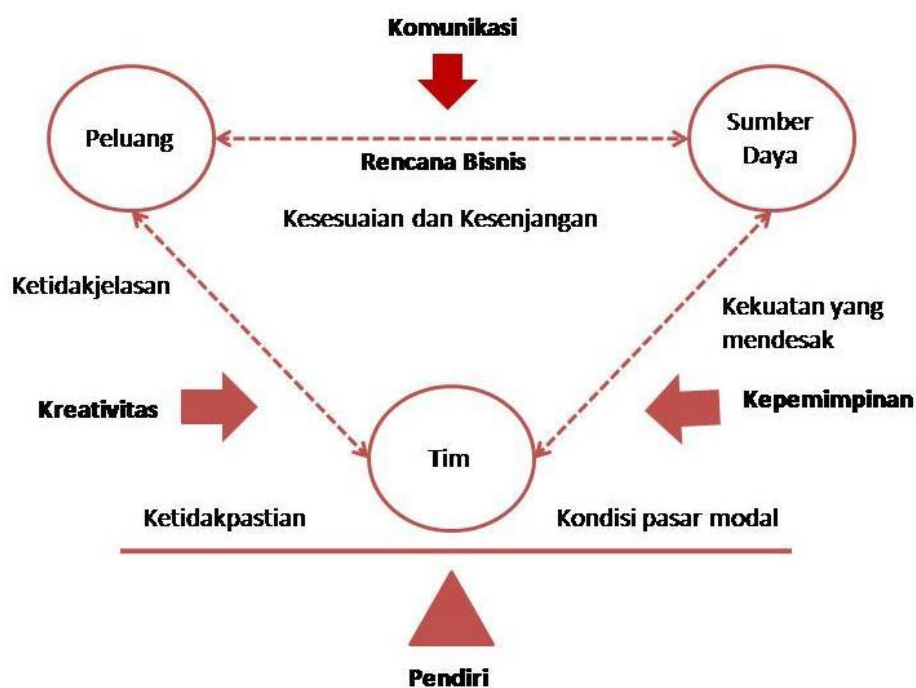 Komunikasi
Peluang
Sumber
Daya
Rencana Bisnis
Kesesuaian dan Kesenjangan
Ketidakjelasan
Kekuatan yang
mendesak
Kreativitas
Kepemimpinan
Tim
Ketidakpastian
Kondisi pasar modal
Pendiri